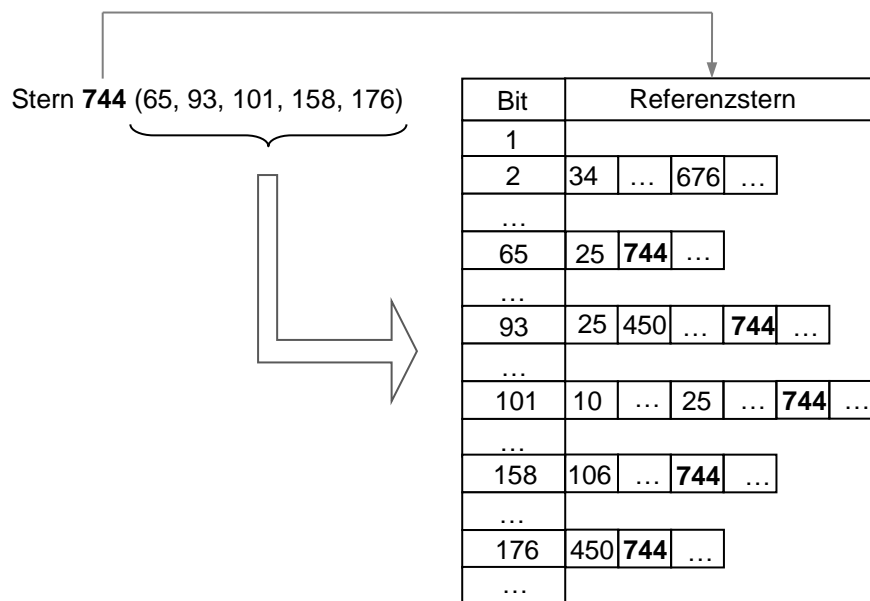 Stern 744 (65, 93, 101, 158, 176)
Bit Referenzstern
1
2 34 … 676 …
…
65 25 744 …
…
93 25 450 … 744 …
…
101 10 … 25 … 744 …
…
158 106 … 744 …
…
176 450 744 …
…